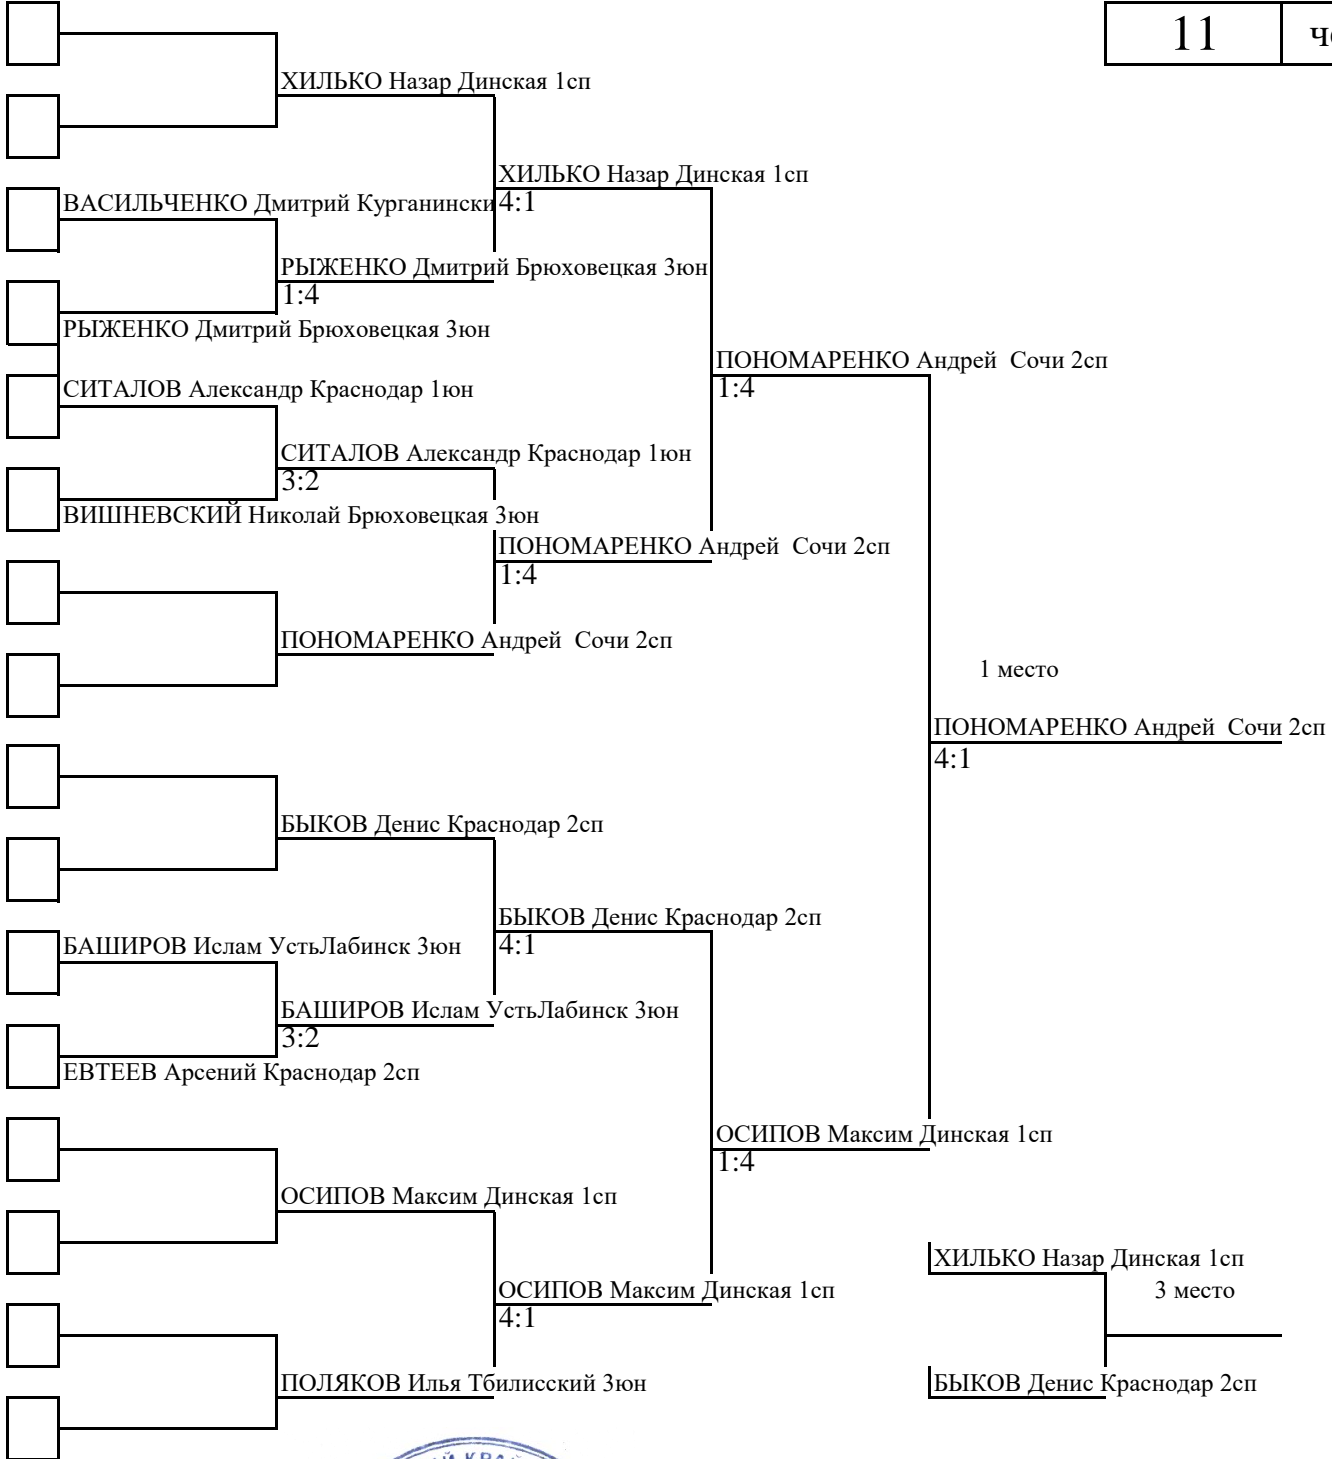 11
ХИЛЬКО Назар Динская 1сп
ХИЛЬКО Назар Динская 1сп
4:1
ВАСИЛЬЧЕНКО Дмитрий Курганински
РЫЖЕНКО Дмитрий Брюховецкая 3юн
1:4
РЫЖЕНКО Дмитрий Брюховецкая 3юн
ПОНОМАРЕНКО Андрей  Сочи 2сп
1:4
СИТАЛОВ Александр Краснодар 1юн
СИТАЛОВ Александр Краснодар 1юн
3:2
ВИШНЕВСКИЙ Николай Брюховецкая 3юн
ПОНОМАРЕНКО Андрей  Сочи 2сп
1:4
ПОНОМАРЕНКО Андрей  Сочи 2сп
1 место
ПОНОМАРЕНКО Андрей  Сочи 2сп
4:1
БЫКОВ Денис Краснодар 2сп
БЫКОВ Денис Краснодар 2сп
4:1
БАШИРОВ Ислам УстьЛабинск 3юн
БАШИРОВ Ислам УстьЛабинск 3юн
3:2
ЕВТЕЕВ Арсений Краснодар 2сп
ОСИПОВ Максим Динская 1сп
1:4
ОСИПОВ Максим Динская 1сп
ХИЛЬКО Назар Динская 1сп
ОСИПОВ Максим Динская 1сп
3 место
4:1
ПОЛЯКОВ Илья Тбилисский 3юн
БЫКОВ Денис Краснодар 2сп